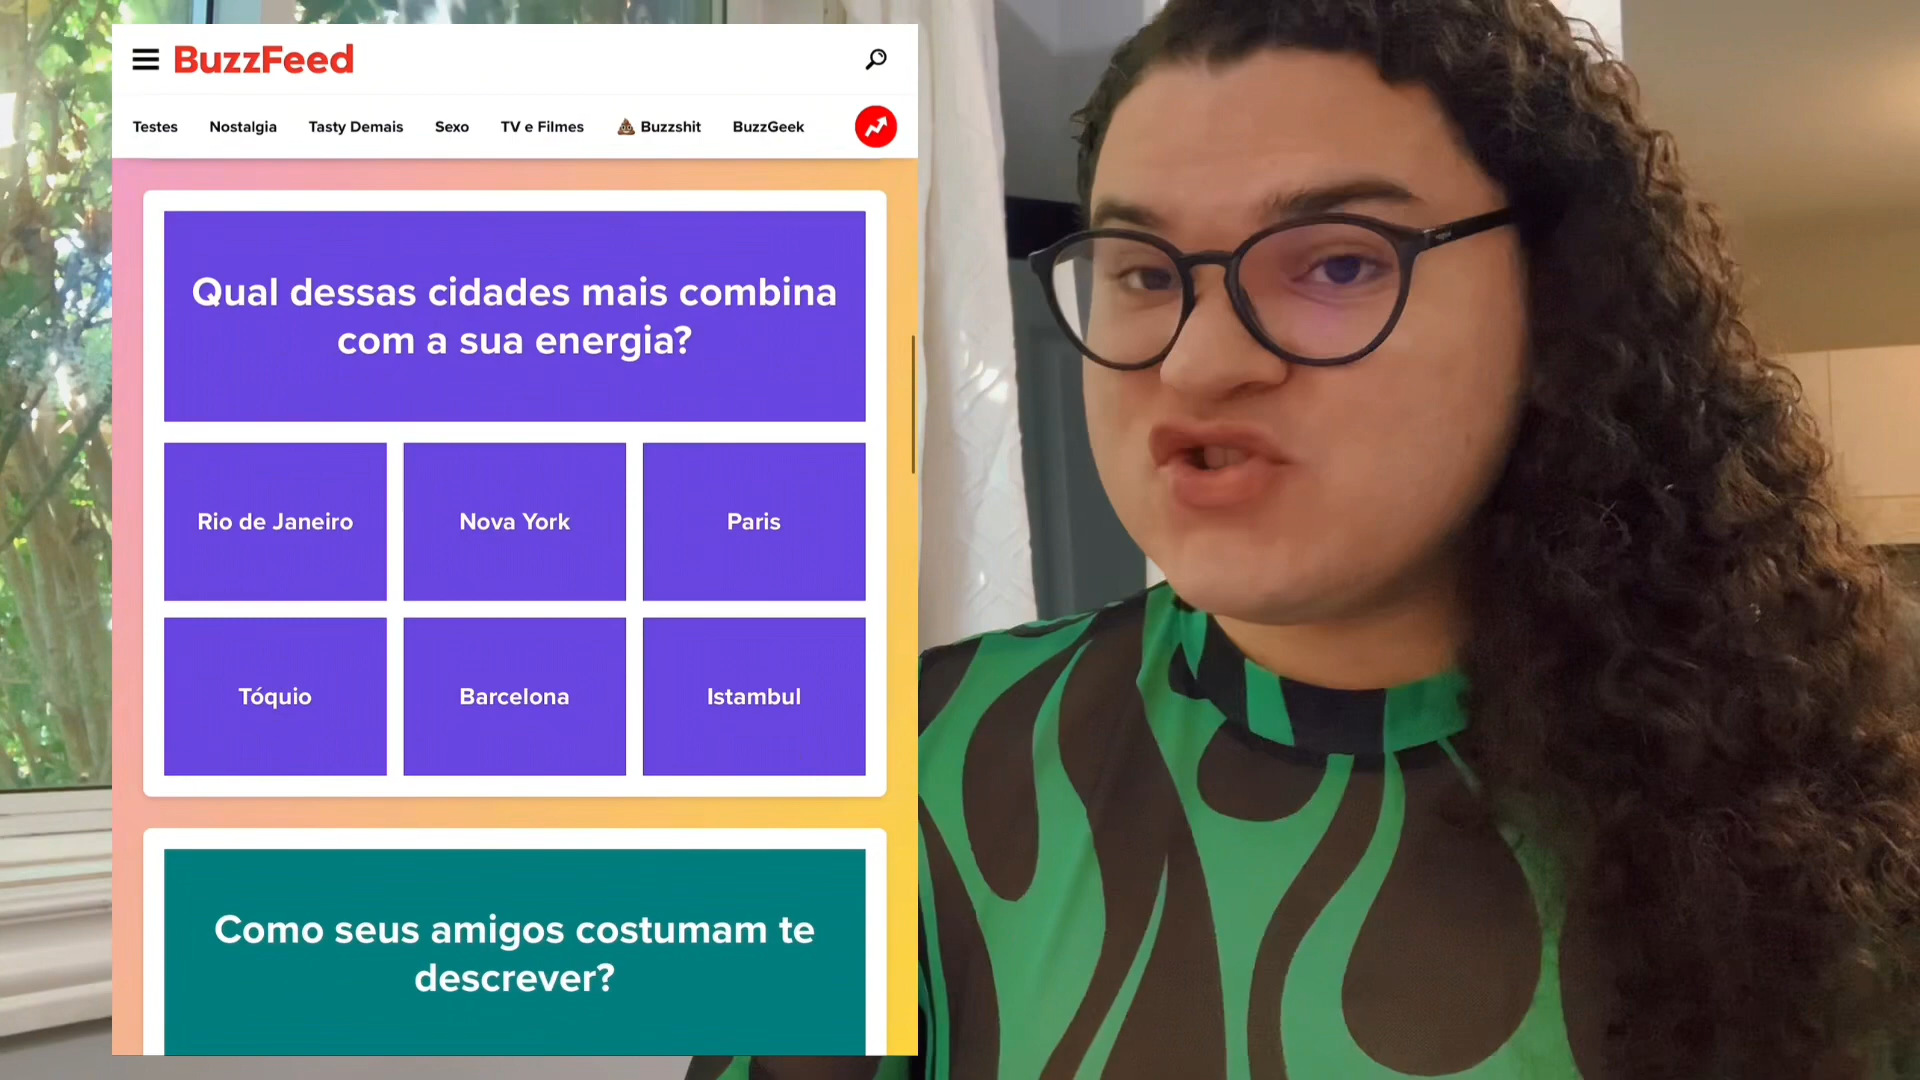 BuzzFeed
Testes Nostalgia Tasty Demais Sexo TV e Filmes 💩 Buzzshit BuzzGeek
Qual dessas cidades mais combina
com a sua energia?
Rio de Janeiro Nova York Paris
Tóquio Barcelona Istambul
Como seus amigos costumam te
descrever?